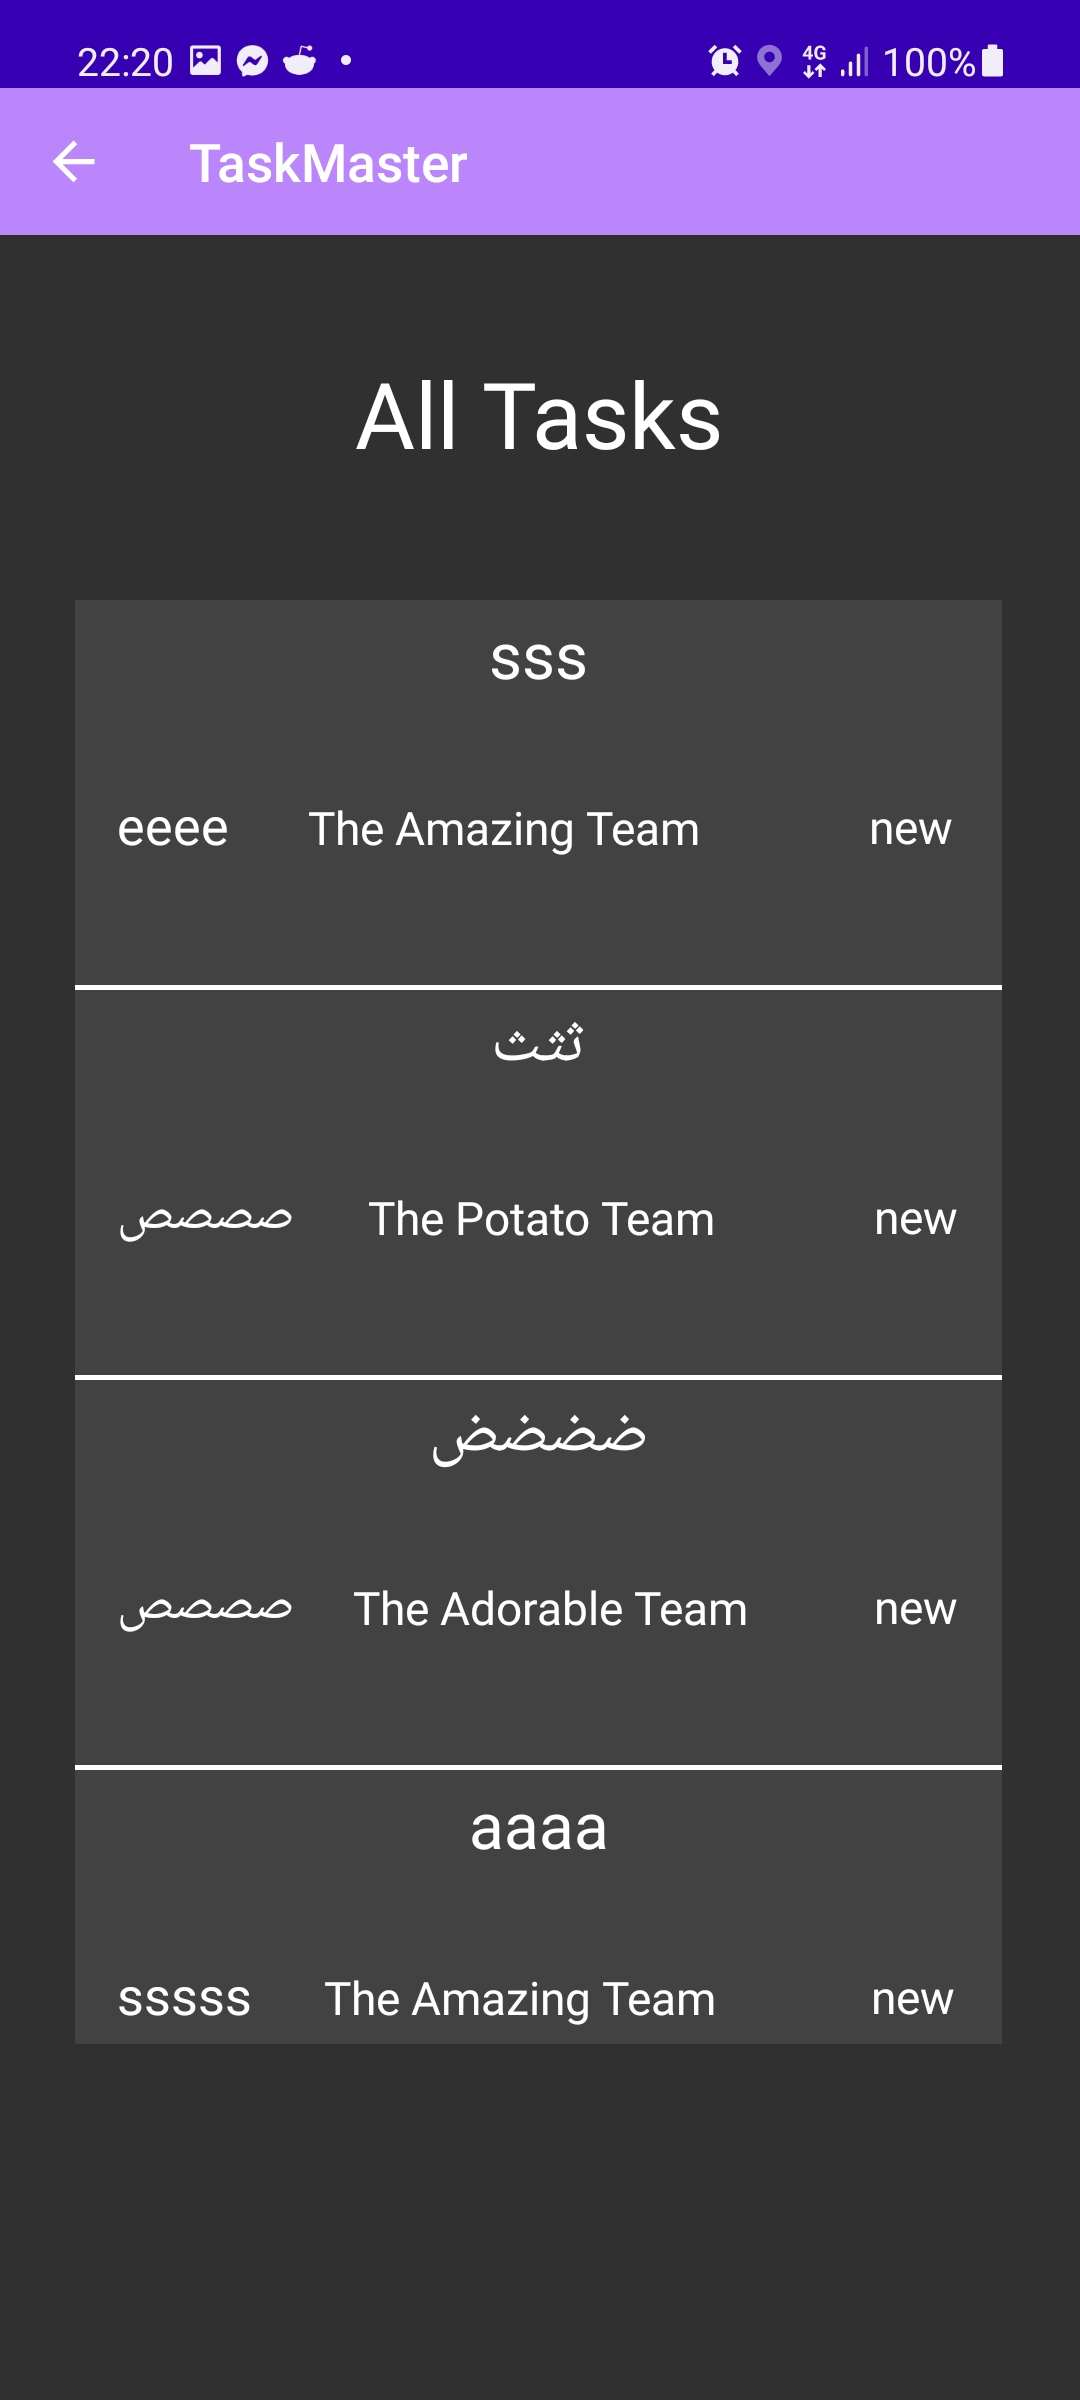 22:20 4G 100%
TaskMaster
All Tasks
sss
eeee The Amazing Team new
ثثث
صصصص The Potato Team new
ضضضض
صصصص The Adorable Team new
aaaa
sssss The Amazing Team new